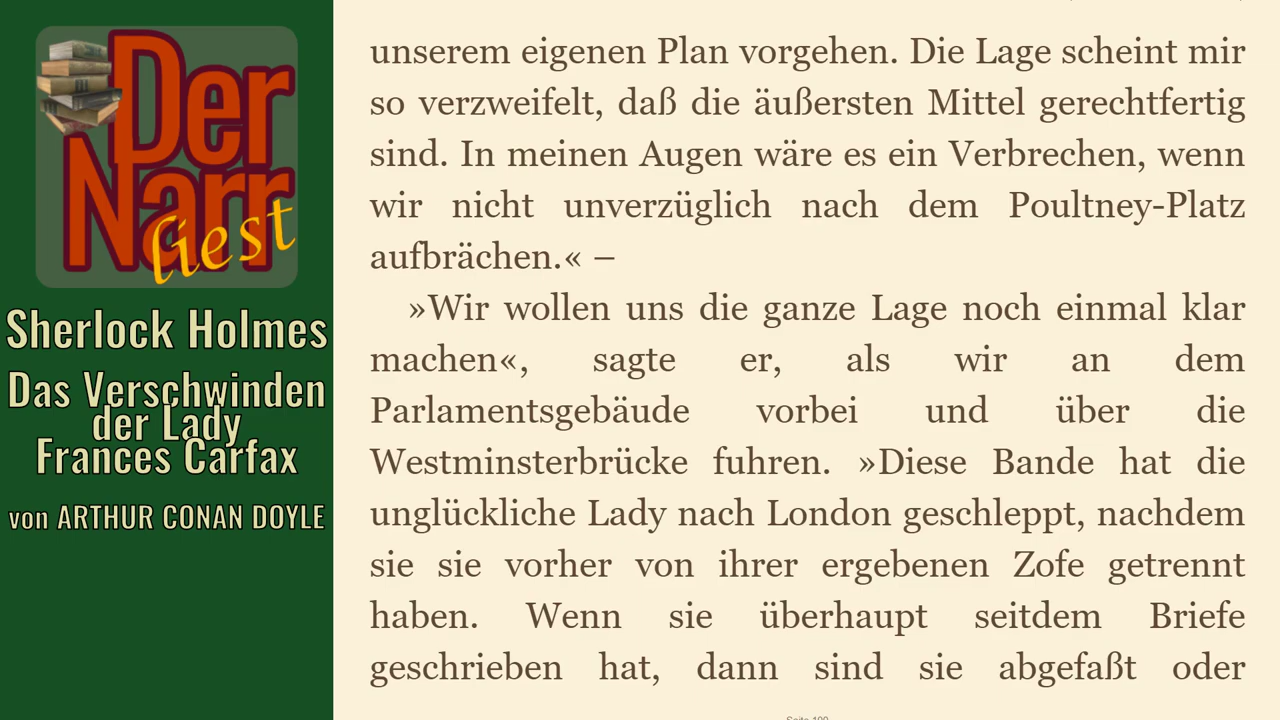 Der
Narr
liest
Sherlock Holmes
Das Verschwinden
der Lady
Frances Carfax
von ARTHUR CONAN DOYLE
unserem eigenen Plan vorgehen. Die Lage scheint mir
so verzweifelt, daß die äußersten Mittel gerechtfertig
sind. In meinen Augen wäre es ein Verbrechen, wenn
wir nicht unverzüglich nach dem Poultney-Platz
aufbrächen.« –
»Wir wollen uns die ganze Lage noch einmal klar
machen«, sagte er, als wir an dem
Parlamentsgebäude vorbei und über die
Westminsterbrücke fuhren. »Diese Bande hat die
unglückliche Lady nach London geschleppt, nachdem
sie sie vorher von ihrer ergebenen Zofe getrennt
haben. Wenn sie überhaupt seitdem Briefe
geschrieben hat, dann sind sie abgefaßt oder